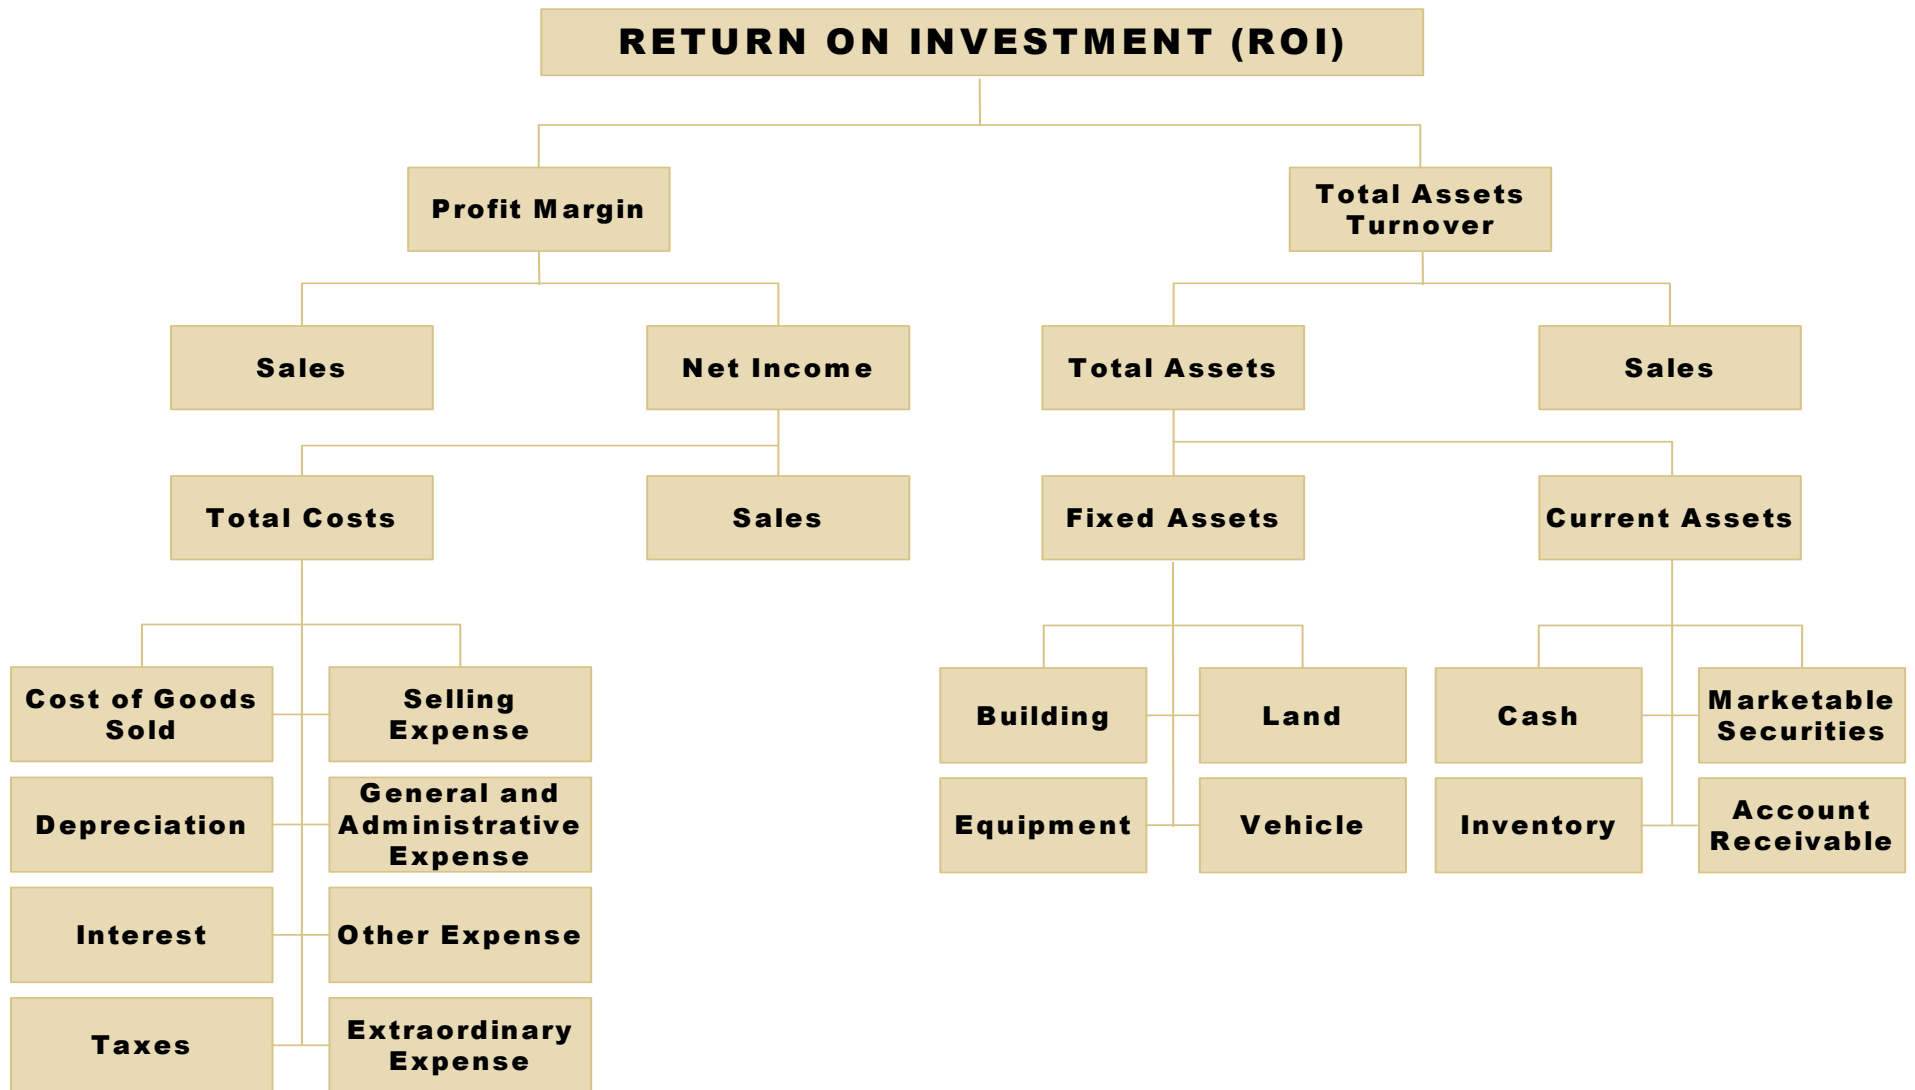 RETURN ON INVESTMENT (ROI)
Profit Margin
Total Assets
Turnover
Sales
Net Income
Total Assets
Sales
Total Costs
Sales
Fixed Assets
Current Assets
Cost of Goods
Sold
Selling
Expense
Building
Land
Cash
Marketable
Securities
Depreciation
General and
Administrative
Expense
Equipment
Vehicle
Inventory
Account
Receivable
Interest
Other Expense
Taxes
Extraordinary
Expense